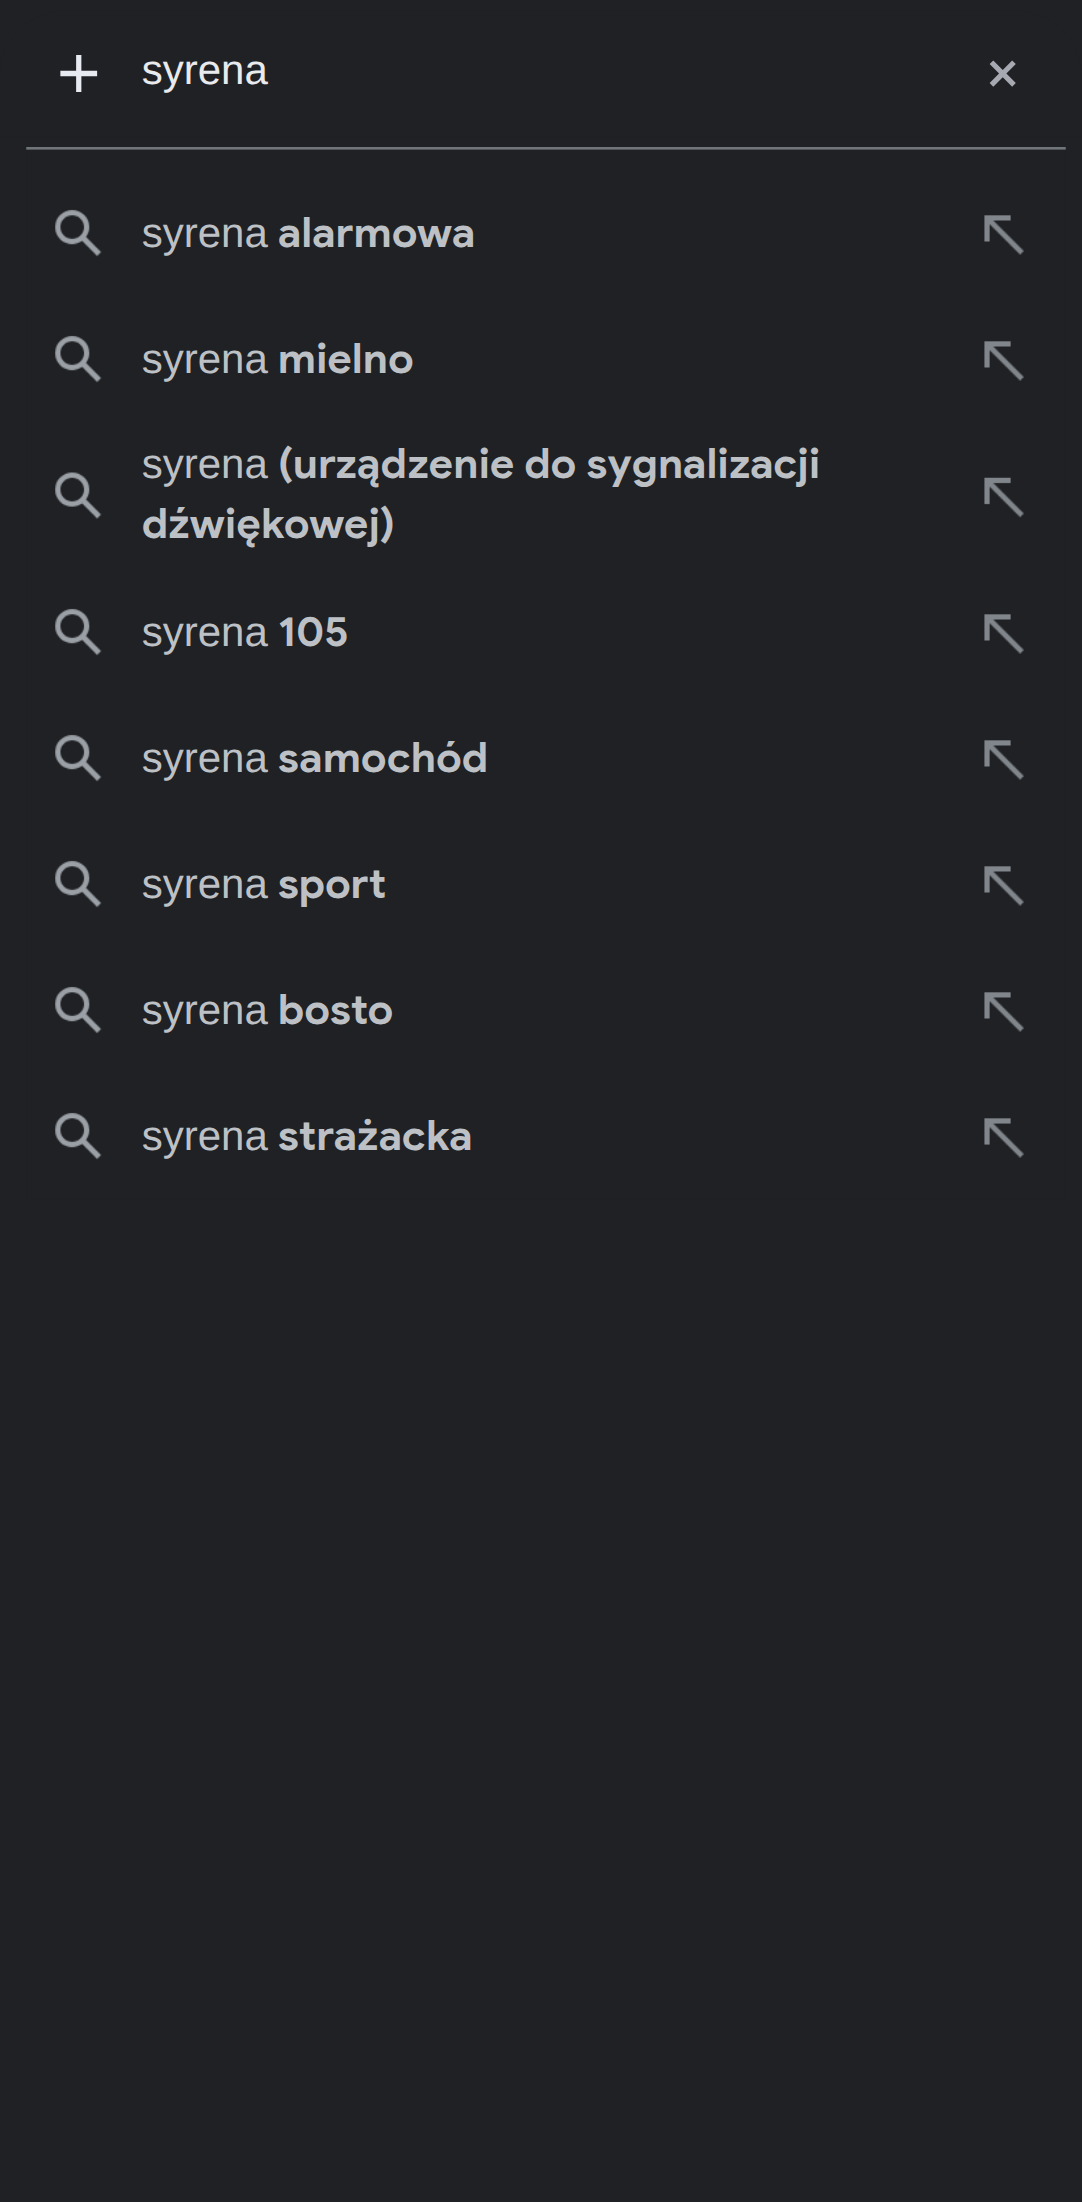 syrena
syrena alarmowa
syrena mielno
syrena (urządzenie do sygnalizacji
dźwiękowej)
syrena 105
syrena samochód
syrena sport
syrena bosto
syrena strażacka